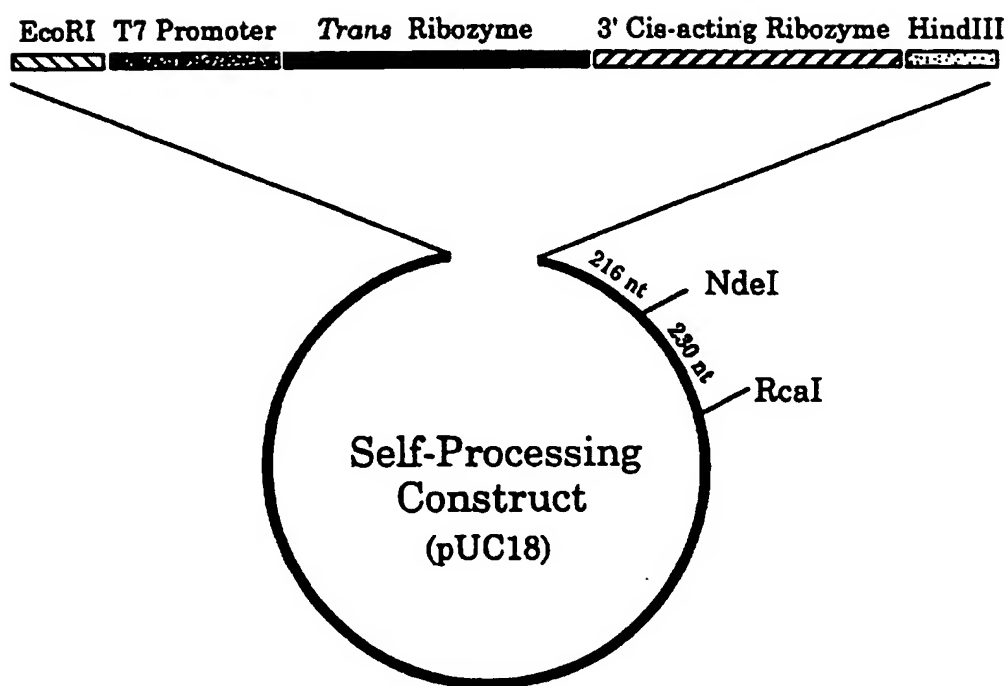 EcoRI T7 Promoter Trans Ribozyme 3' Cis-acting Ribozyme HindIII
216 nt
NdeI
230 nt
RcaI
Self-Processing
Construct
(pUC18)